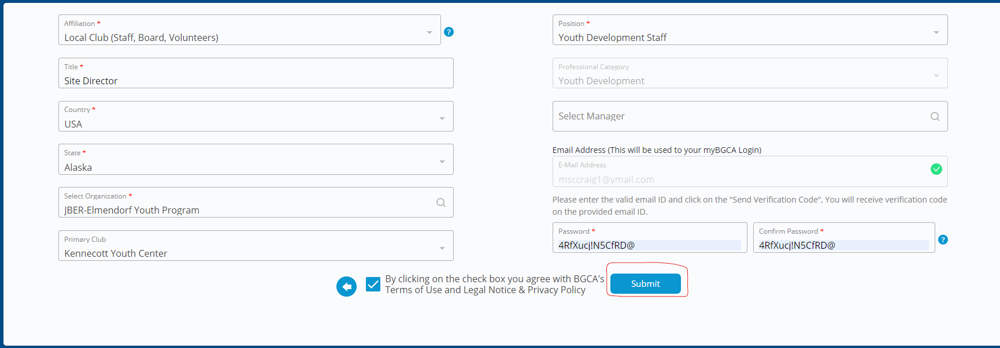 Affiliation *
Local Club (Staff, Board, Volunteers)
?
Position *
Youth Development Staff
Title *
Site Director
Professional Category
Youth Development
Country *
USA
Select Manager
State *
Alaska
Email Address (This will be used to your myBGCA Login)
E-Mail Address
msccraig1@ymail.com
Select Organization *
JBER-Elmendorf Youth Program
Please enter the valid email ID and click on the "Send Verification Code", You will receive verification code
on the provided email ID.
Primary Club
Kennecott Youth Center
Password *
4RfXucj!N5CfRD@
Confirm Password *
4RfXucj!N5CfRD@
?
By clicking on the check box you agree with BGCA's
Terms of Use and Legal Notice & Privacy Policy
Submit